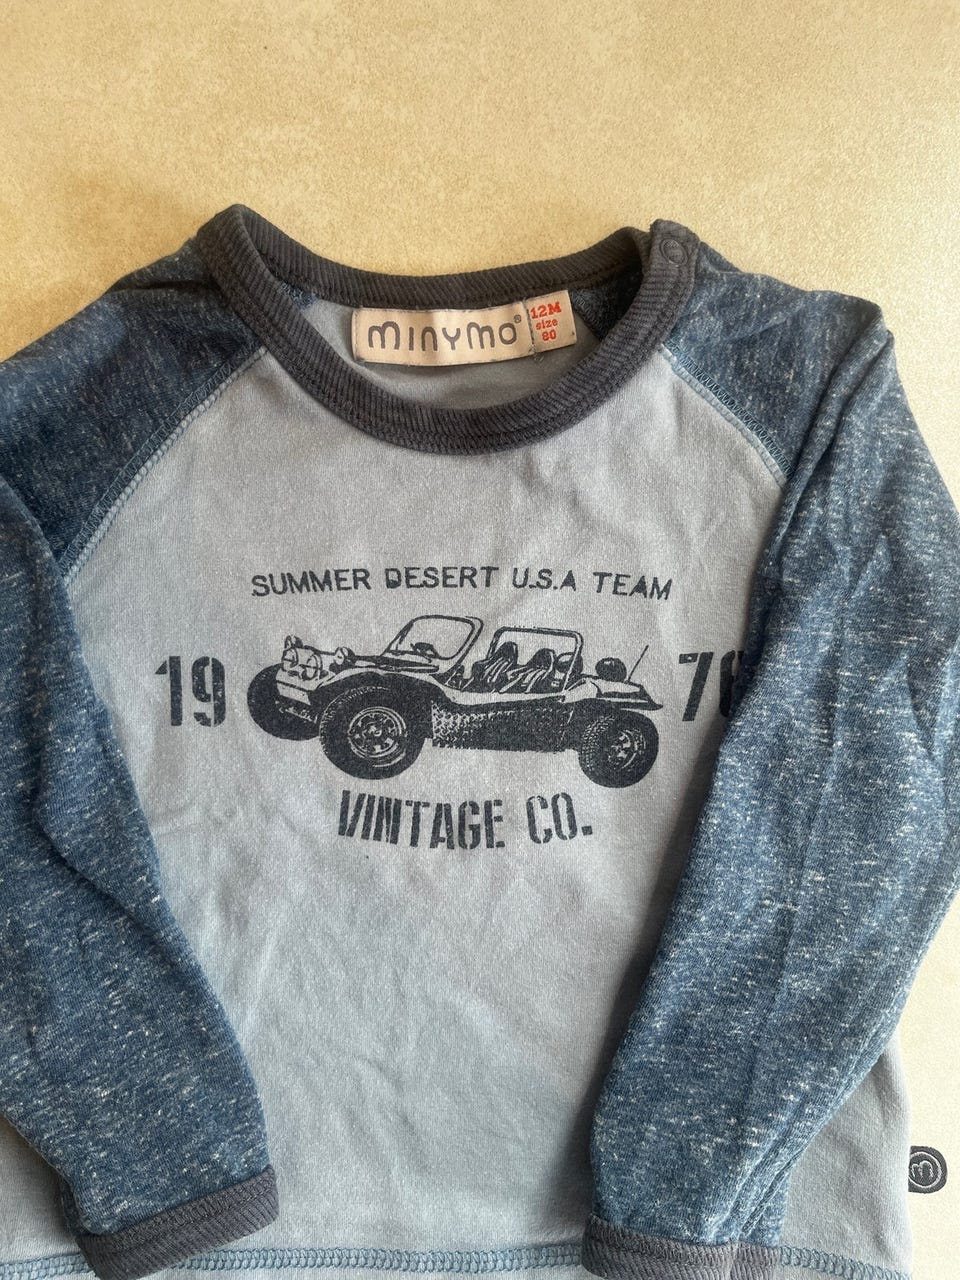 minymo®
12M
size
80
SUMMER DESERT U.S.A TEAM
19
VINTAGE CO.
m